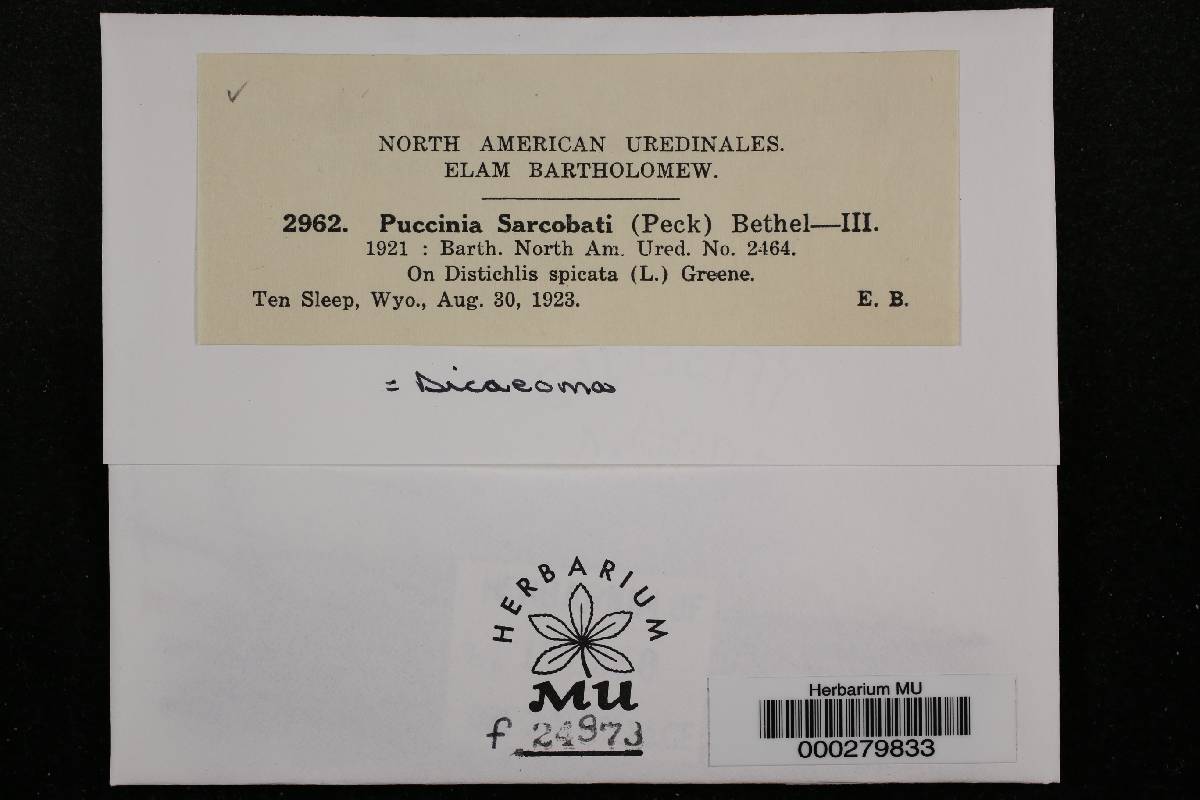 NORTH AMERICAN UREDINALES.
ELAM BARTHOLOMEW.
2962. Puccinia Sarcobati (Peck) Bethel—III.
1921 : Barth. North Am. Ured. No. 2464.
On Distichlis spicata (L.) Greene.
Ten Sleep, Wyo., Aug. 30, 1923. E. B.
= Dicaeoma
HERBARIUM
MU
f 24973
Herbarium MU
000279833